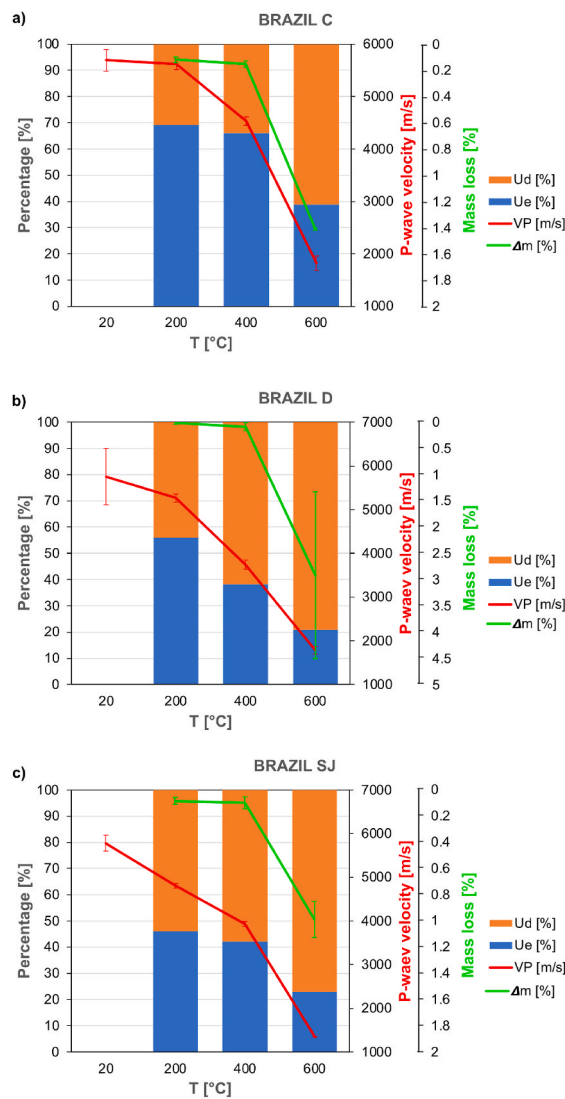 a)
BRAZIL C
Percentage [%]
100
90
80
70
60
50
40
30
20
10
0
20 200 400 600
T [°C]
6000
5000
4000
3000
2000
1000
P-wave velocity [m/s]
0
0.2
0.4
0.6
0.8
1
1.2
1.4
1.6
1.8
2
Mass loss [%]
Ud [%]
Ue [%]
VP [m/s]
Δm [%]
b)
BRAZIL D
Percentage [%]
100
90
80
70
60
50
40
30
20
10
0
20 200 400 600
T [°C]
7000
6000
5000
4000
3000
2000
1000
P-waev velocity [m/s]
0
0.5
1
1.5
2
2.5
3
3.5
4
4.5
5
Mass loss [%]
Ud [%]
Ue [%]
VP [m/s]
Δm [%]
c)
BRAZIL SJ
Percentage [%]
100
90
80
70
60
50
40
30
20
10
0
20 200 400 600
T [°C]
7000
6000
5000
4000
3000
2000
1000
P-waev velocity [m/s]
0
0.2
0.4
0.6
0.8
1
1.2
1.4
1.6
1.8
2
Mass loss [%]
Ud [%]
Ue [%]
VP [m/s]
Δm [%]